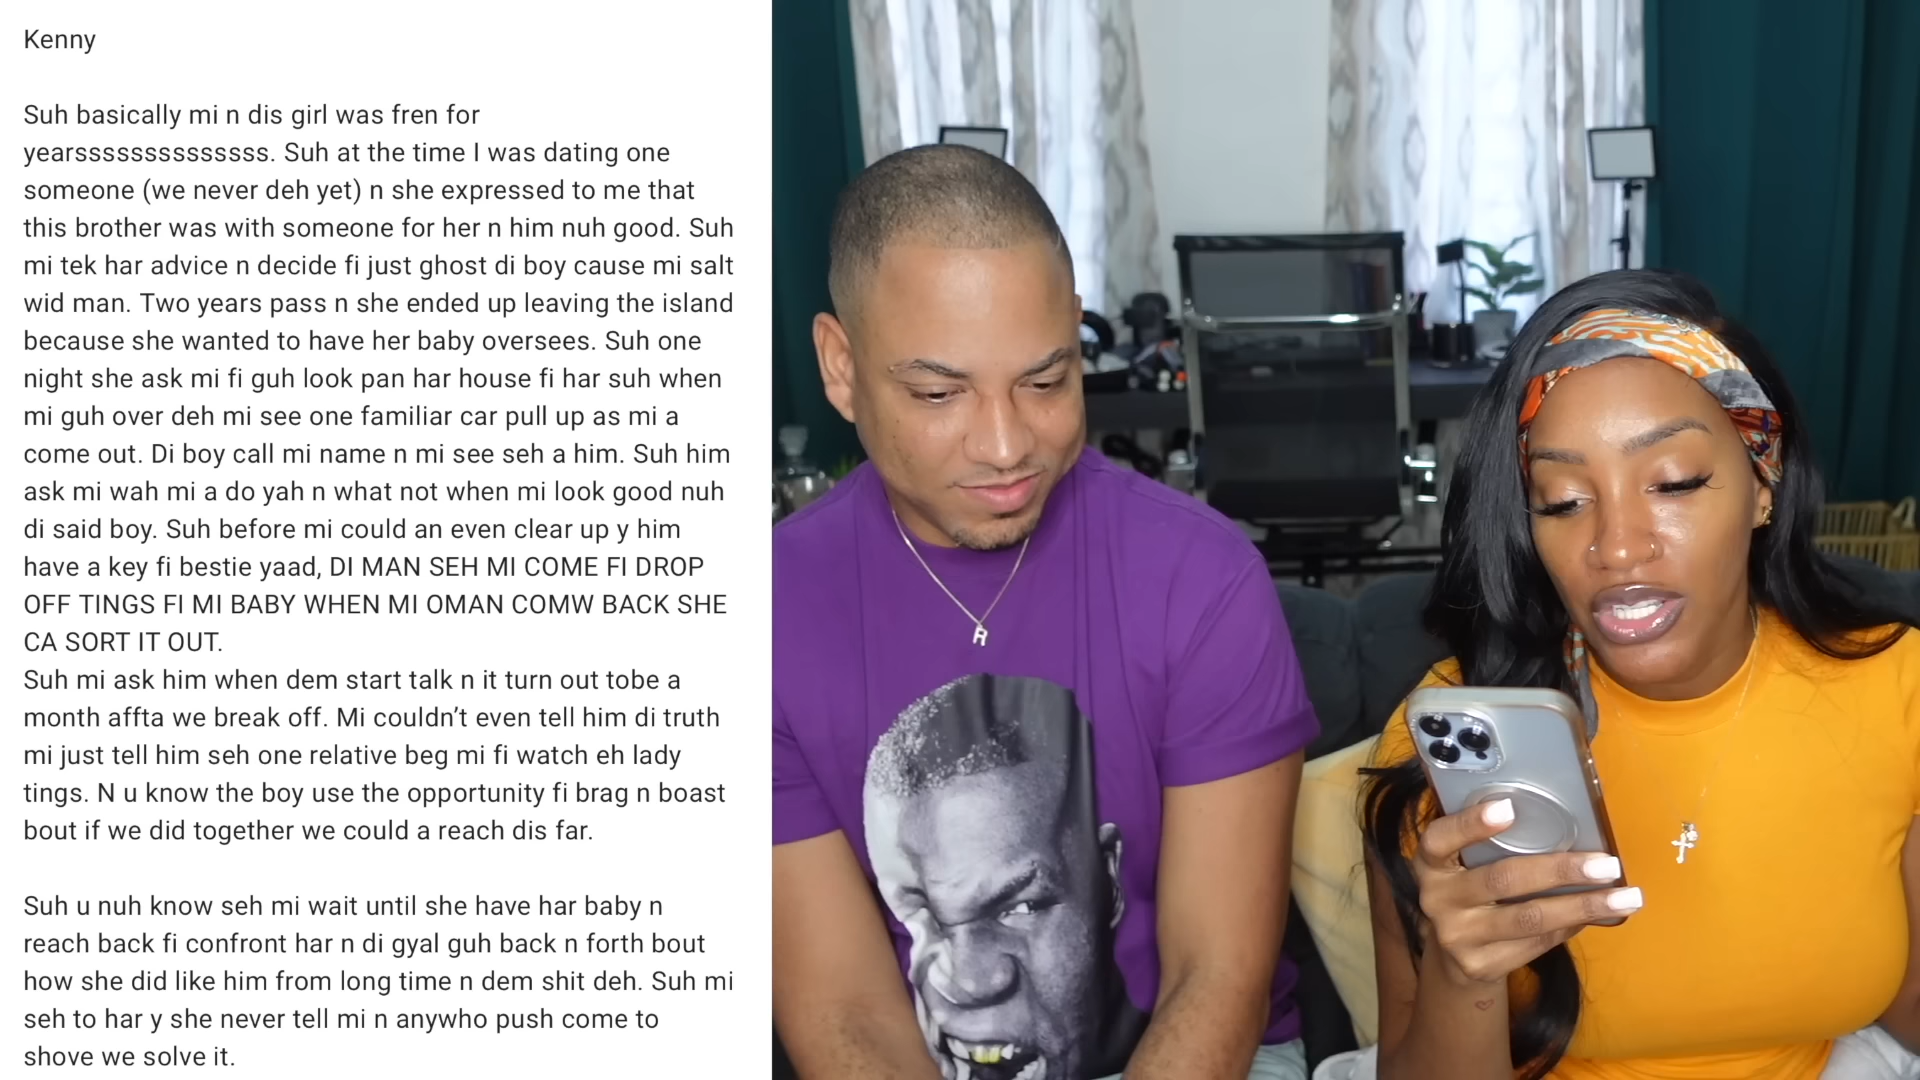 Kenny
Suh basically mi n dis girl was fren for
yearssssssssssssss. Suh at the time I was dating one
someone (we never deh yet) n she expressed to me that
this brother was with someone for her n him nuh good. Suh
mi tek har advice n decide fi just ghost di boy cause mi salt
wid man. Two years pass n she ended up leaving the island
because she wanted to have her baby oversees. Suh one
night she ask mi fi guh look pan har house fi har suh when
mi guh over deh mi see one familiar car pull up as mi a
come out. Di boy call mi name n mi see seh a him. Suh him
ask mi wah mi a do yah n what not when mi look good nuh
di said boy. Suh before mi could an even clear up y him
have a key fi bestie yaad, DI MAN SEH MI COME FI DROP
OFF TINGS FI MI BABY WHEN MI OMAN COMW BACK SHE
CA SORT IT OUT.
Suh mi ask him when dem start talk n it turn out tobe a
month affta we break off. Mi couldn’t even tell him di truth
mi just tell him seh one relative beg mi fi watch eh lady
tings. N u know the boy use the opportunity fi brag n boast
bout if we did together we could a reach dis far.
Suh u nuh know seh mi wait until she have har baby n
reach back fi confront har n di gyal guh back n forth bout
how she did like him from long time n dem shit deh. Suh mi
seh to har y she never tell mi n anywho push come to
shove we solve it.
R